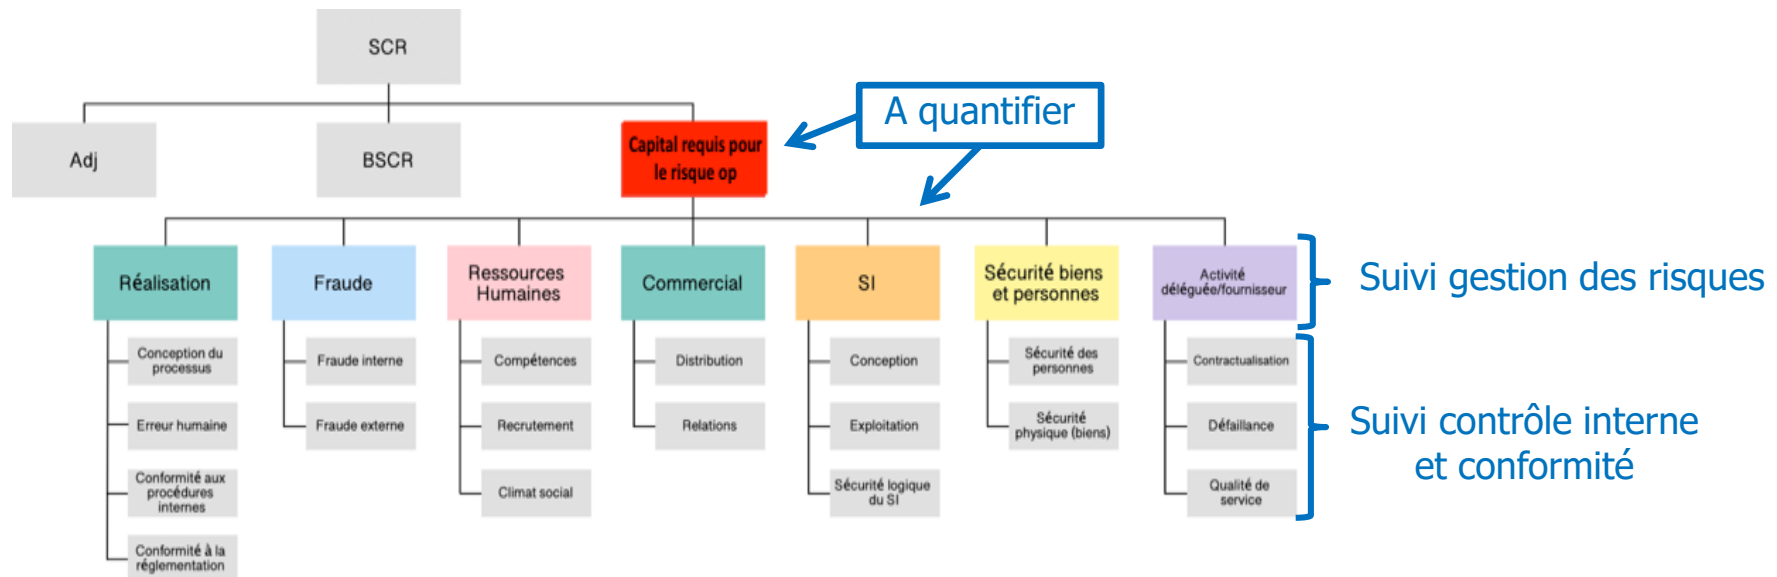 SCR
A quantifier
Adj
BSCR
Capital requis pour
le risque op
Réalisation
Fraude
Ressources
Humaines
Commercial
SI
Sécurité biens
et personnes
Activité
déléguée/fournisseur
Suivi gestion des risques
Conception du
processus
Fraude interne
Compétences
Distribution
Conception
Sécurité des
personnes
Contractualisation
Erreur humaine
Fraude externe
Recrutement
Relations
Exploitation
Sécurité
physique (biens)
Défaillance
Suivi contrôle interne
et conformité
Conformité aux
procédures
internes
Climat social
Sécurité logique
du SI
Qualité de
service
Conformité à la
réglementation